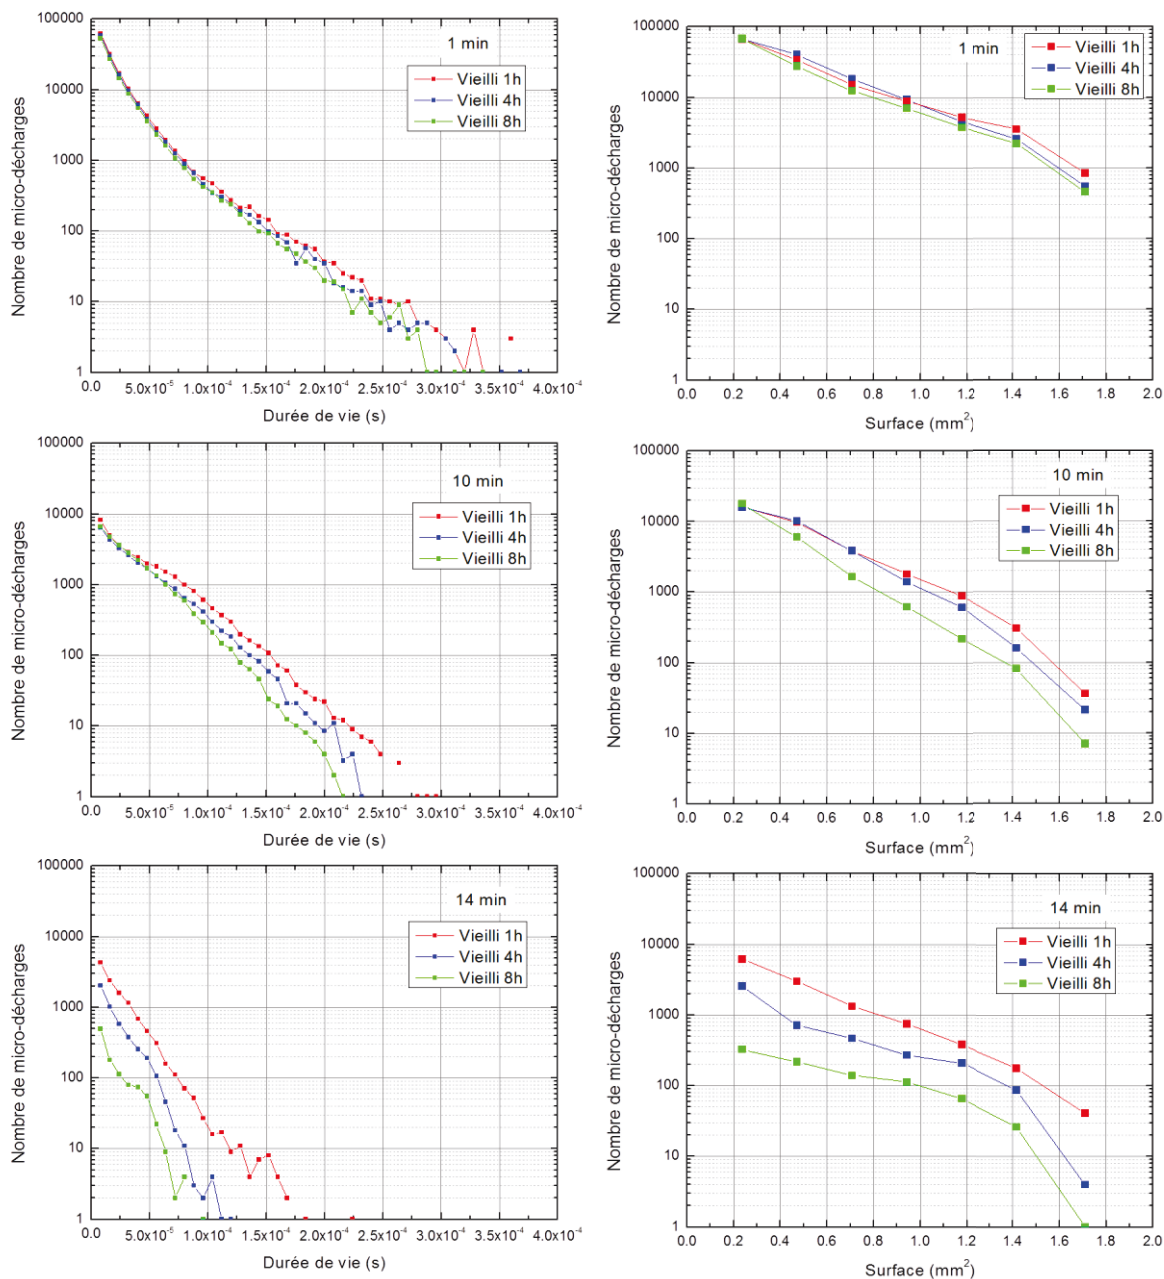 100000
10000
1000
100
10
1
Nombre de micro-décharges
1 min
Vieilli 1h
Vieilli 4h
Vieilli 8h
0.0 5.0x10⁻⁵ 1.0x10⁻⁴ 1.5x10⁻⁴ 2.0x10⁻⁴ 2.5x10⁻⁴ 3.0x10⁻⁴ 3.5x10⁻⁴ 4.0x10⁻⁴
Durée de vie (s)
100000
10000
1000
100
10
1
Nombre de micro-décharges
1 min
Vieilli 1h
Vieilli 4h
Vieilli 8h
0.0 0.2 0.4 0.6 0.8 1.0 1.2 1.4 1.6 1.8 2.0
Surface (mm²)
100000
10000
1000
100
10
1
Nombre de micro-décharges
10 min
Vieilli 1h
Vieilli 4h
Vieilli 8h
0.0 5.0x10⁻⁵ 1.0x10⁻⁴ 1.5x10⁻⁴ 2.0x10⁻⁴ 2.5x10⁻⁴ 3.0x10⁻⁴ 3.5x10⁻⁴ 4.0x10⁻⁴
Durée de vie (s)
100000
10000
1000
100
10
1
Nombre de micro-décharges
10 min
Vieilli 1h
Vieilli 4h
Vieilli 8h
0.0 0.2 0.4 0.6 0.8 1.0 1.2 1.4 1.6 1.8 2.0
Surface (mm²)
100000
10000
1000
100
10
1
Nombre de micro-décharges
14 min
Vieilli 1h
Vieilli 4h
Vieilli 8h
0.0 5.0x10⁻⁵ 1.0x10⁻⁴ 1.5x10⁻⁴ 2.0x10⁻⁴ 2.5x10⁻⁴ 3.0x10⁻⁴ 3.5x10⁻⁴ 4.0x10⁻⁴
Durée de vie (s)
100000
10000
1000
100
10
1
Nombre de micro-décharges
14 min
Vieilli 1h
Vieilli 4h
Vieilli 8h
0.0 0.2 0.4 0.6 0.8 1.0 1.2 1.4 1.6 1.8 2.0
Surface (mm²)